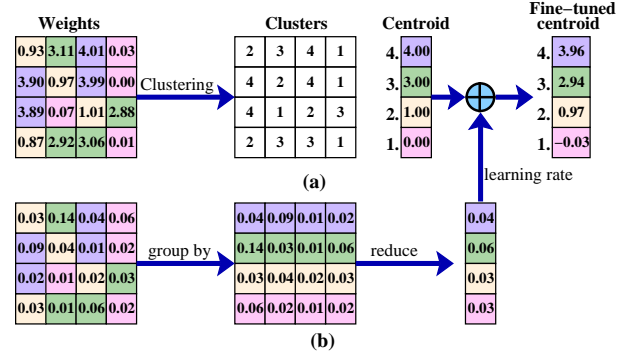 Weights Clusters Centroid Fine-tuned centroid
0.93 3.11 4.01 0.03 2 3 4 1 4. 4.00 4. 3.96
3.90 0.97 3.99 0.00 Clustering 4 2 4 1 3. 3.00 3. 2.94
3.89 0.07 1.01 2.88 4 1 2 3 2. 1.00 2. 0.97
0.87 2.92 3.06 0.01 2 3 3 1 1. 0.00 1. −0.03
(a) learning rate
0.03 0.14 0.04 0.06 0.04 0.09 0.01 0.02 0.04
0.09 0.04 0.01 0.02 group by 0.14 0.03 0.01 0.06 reduce 0.06
0.02 0.01 0.02 0.03 0.03 0.04 0.02 0.03 0.03
0.03 0.01 0.06 0.02 0.06 0.02 0.01 0.02 0.03
(b)